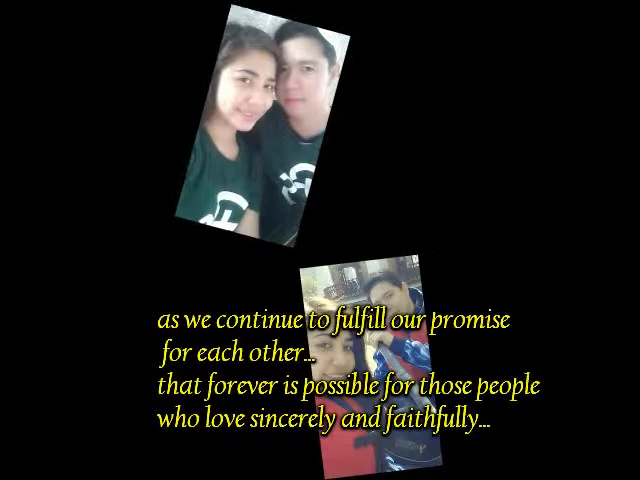 as we continue to fulfill our promise
for each other...
that forever is possible for those people
who love sincerely and faithfully...